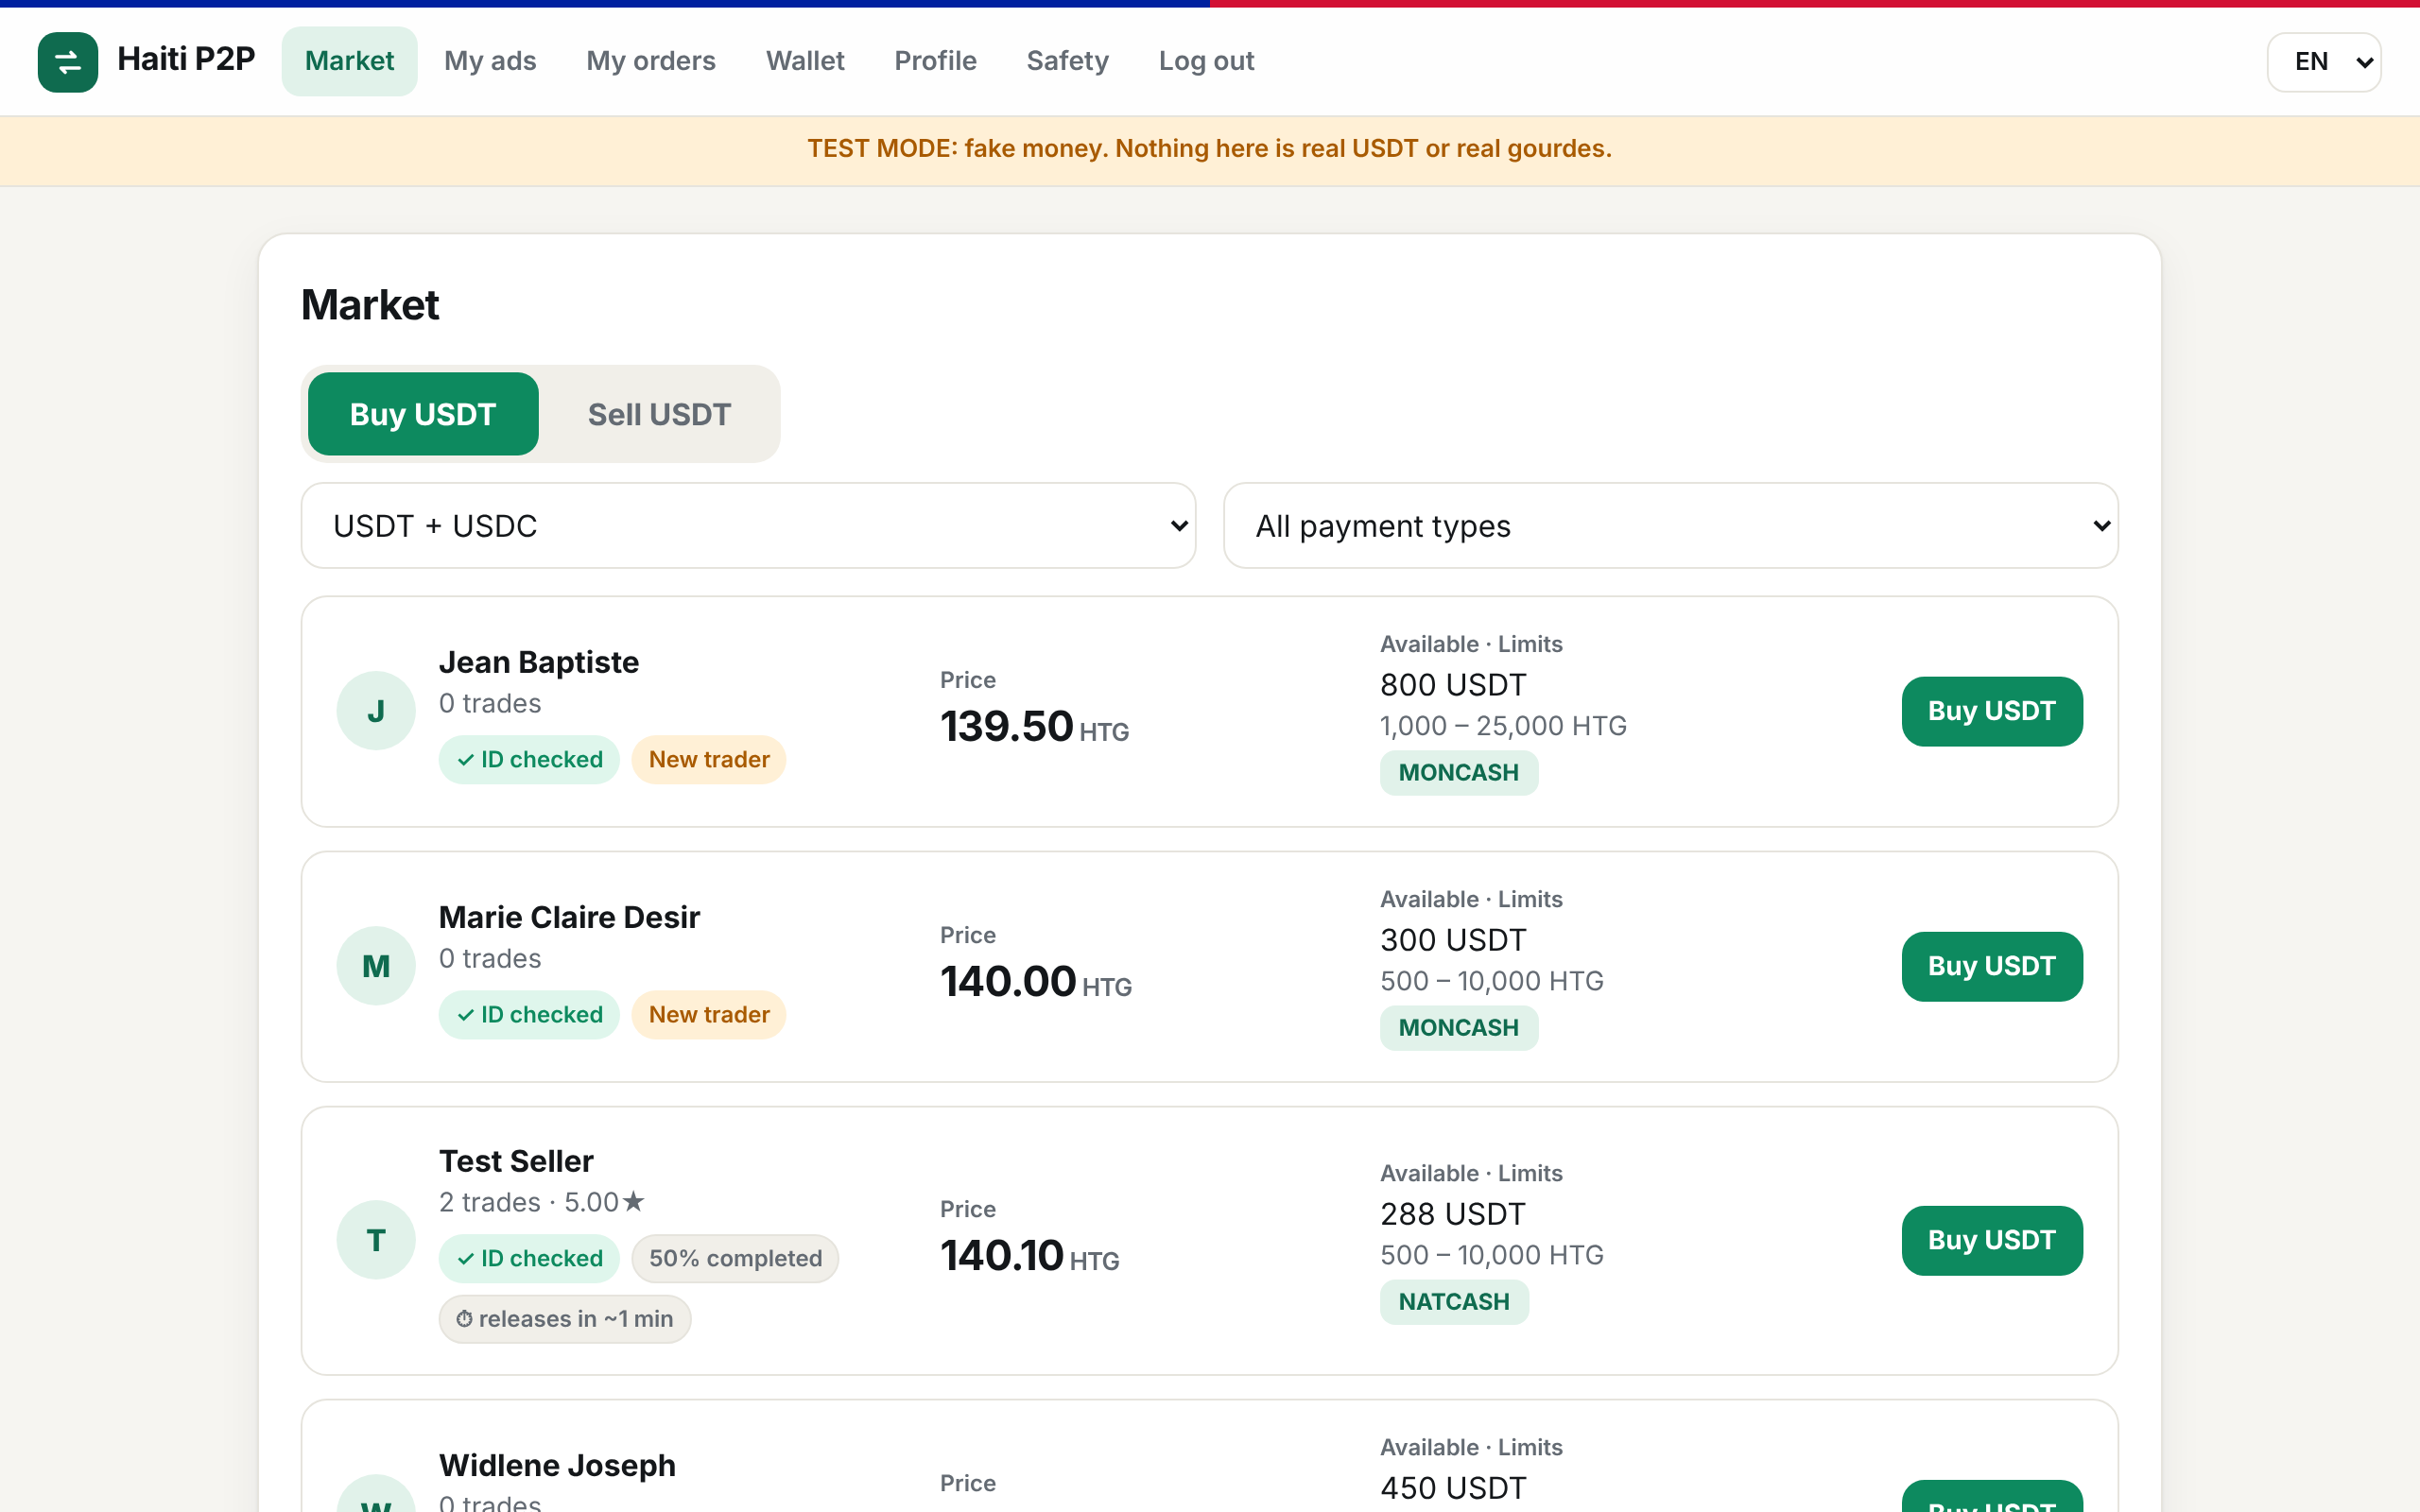 Haiti P2P
Market
My ads
My orders
Wallet
Profile
Safety
Log out
EN
TEST MODE: fake money. Nothing here is real USDT or real gourdes.
Market
Buy USDT
Sell USDT
USDT + USDC
All payment types
J
Jean Baptiste
0 trades
✓ ID checked
New trader
Price
139.50 HTG
Available · Limits
800 USDT
1,000 – 25,000 HTG
MONCASH
Buy USDT
M
Marie Claire Desir
0 trades
✓ ID checked
New trader
Price
140.00 HTG
Available · Limits
300 USDT
500 – 10,000 HTG
MONCASH
Buy USDT
T
Test Seller
2 trades · 5.00★
✓ ID checked
50% completed
⏱ releases in ~1 min
Price
140.10 HTG
Available · Limits
288 USDT
500 – 10,000 HTG
NATCASH
Buy USDT
W
Widlene Joseph
0 trades
Price
Available · Limits
450 USDT
Buy USDT